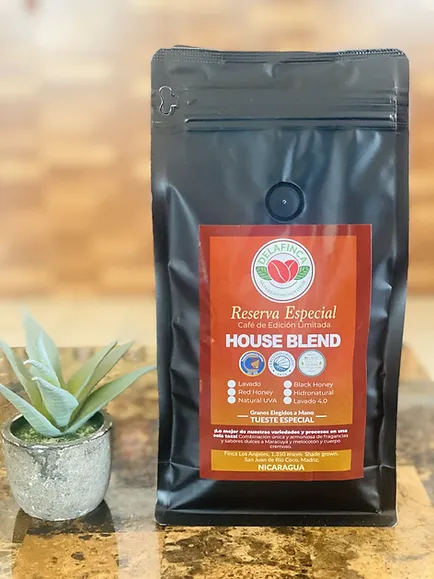 DELAFINCA
Reserva Especial
Café de Edición Limitada
HOUSE BLEND
Lavado
Black Honey
Red Honey
Hidronatural
Natural UVA
Lavado 4.0
Granos Elegidos a Mano
TUESTE ESPECIAL
¡Lo mejor de nuestras variedades y procesos en una
sola taza! Combinación única y armoniosa de fragancias
y sabores dulces a Maracuyá y melocotón y cuerpo
cremoso.
Finca Los Angeles, 1,350 msnm. Shade grown.
San Juan de Río Coco, Madriz.
NICARAGUA